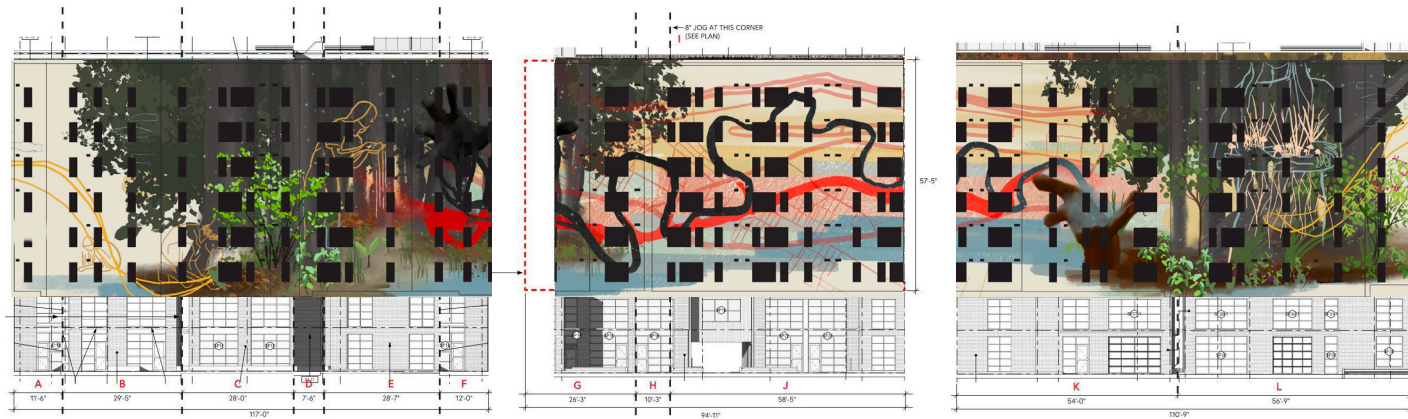 8" JOG AT THIS CORNER
(SEE PLAN)
I
57'-5"
A B C D E F
11'-6" 29'-5" 28'-0" 7'-6" 28'-7" 12'-0"
117'-0"
G H J
26'-3" 10'-3" 58'-5"
94'-11"
K L
54'-0" 56'-9"
110'-9"